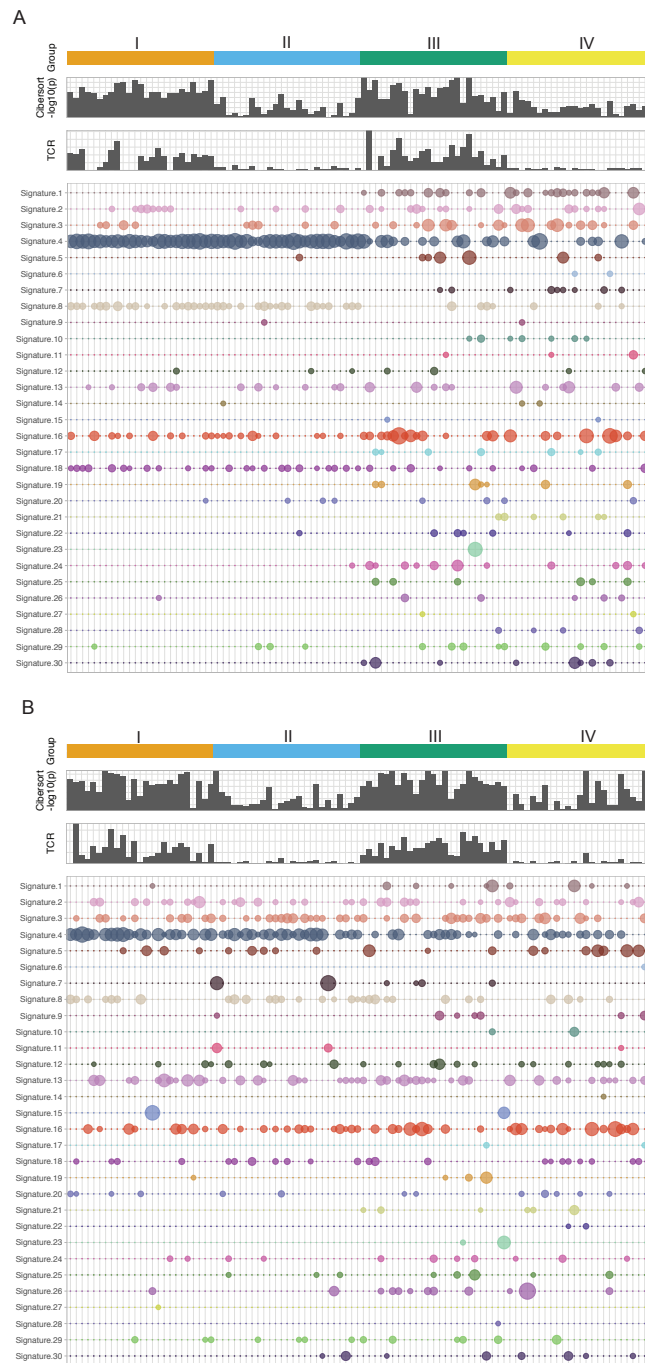 A
Group
I II III IV
Cibersort
-log10(p)
TCR
Signature.1
Signature.2
Signature.3
Signature.4
Signature.5
Signature.6
Signature.7
Signature.8
Signature.9
Signature.10
Signature.11
Signature.12
Signature.13
Signature.14
Signature.15
Signature.16
Signature.17
Signature.18
Signature.19
Signature.20
Signature.21
Signature.22
Signature.23
Signature.24
Signature.25
Signature.26
Signature.27
Signature.28
Signature.29
Signature.30
B
Group
I II III IV
Cibersort
-log10(p)
TCR
Signature.1
Signature.2
Signature.3
Signature.4
Signature.5
Signature.6
Signature.7
Signature.8
Signature.9
Signature.10
Signature.11
Signature.12
Signature.13
Signature.14
Signature.15
Signature.16
Signature.17
Signature.18
Signature.19
Signature.20
Signature.21
Signature.22
Signature.23
Signature.24
Signature.25
Signature.26
Signature.27
Signature.28
Signature.29
Signature.30